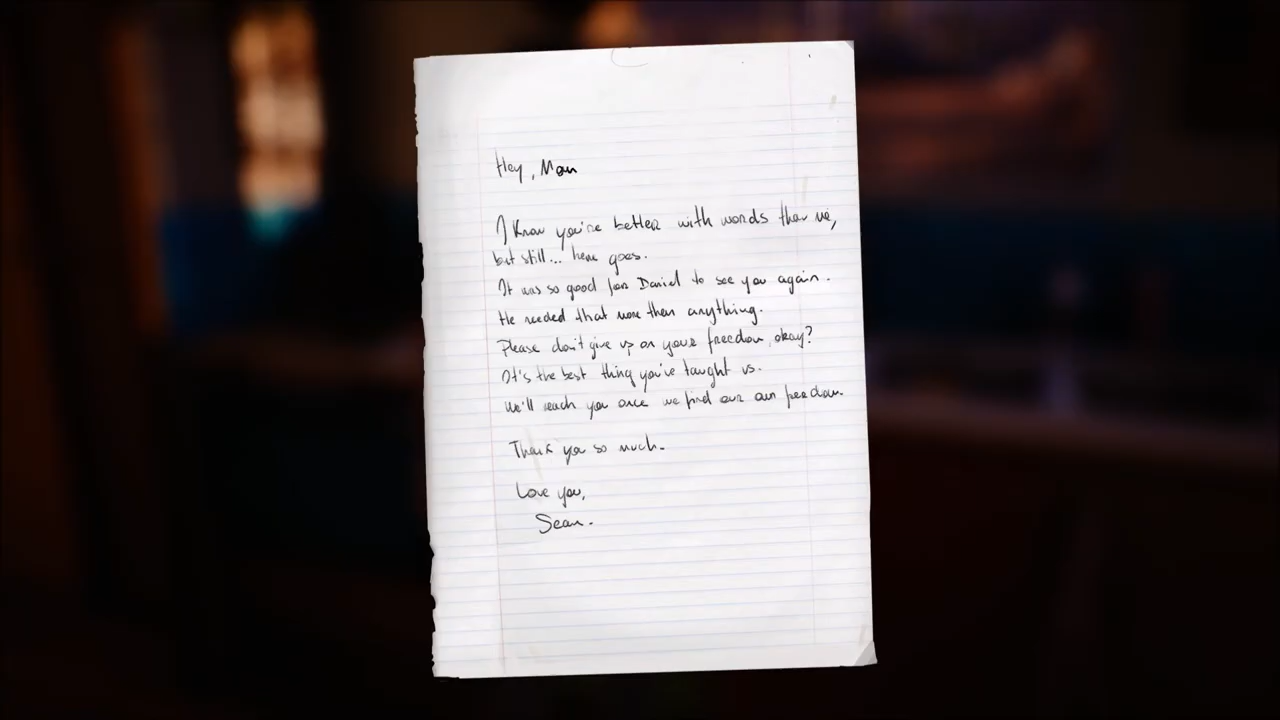 Hey, Mom
I know you're better with words than me,
but still... here goes.
It was so good for Daniel to see you again.
He needed that more than anything.
Please don't give up on your freedom, okay?
It's the best thing you've taught us.
We'll reach you once we find our own freedom.
Thank you so much.
Love you,
Sean.